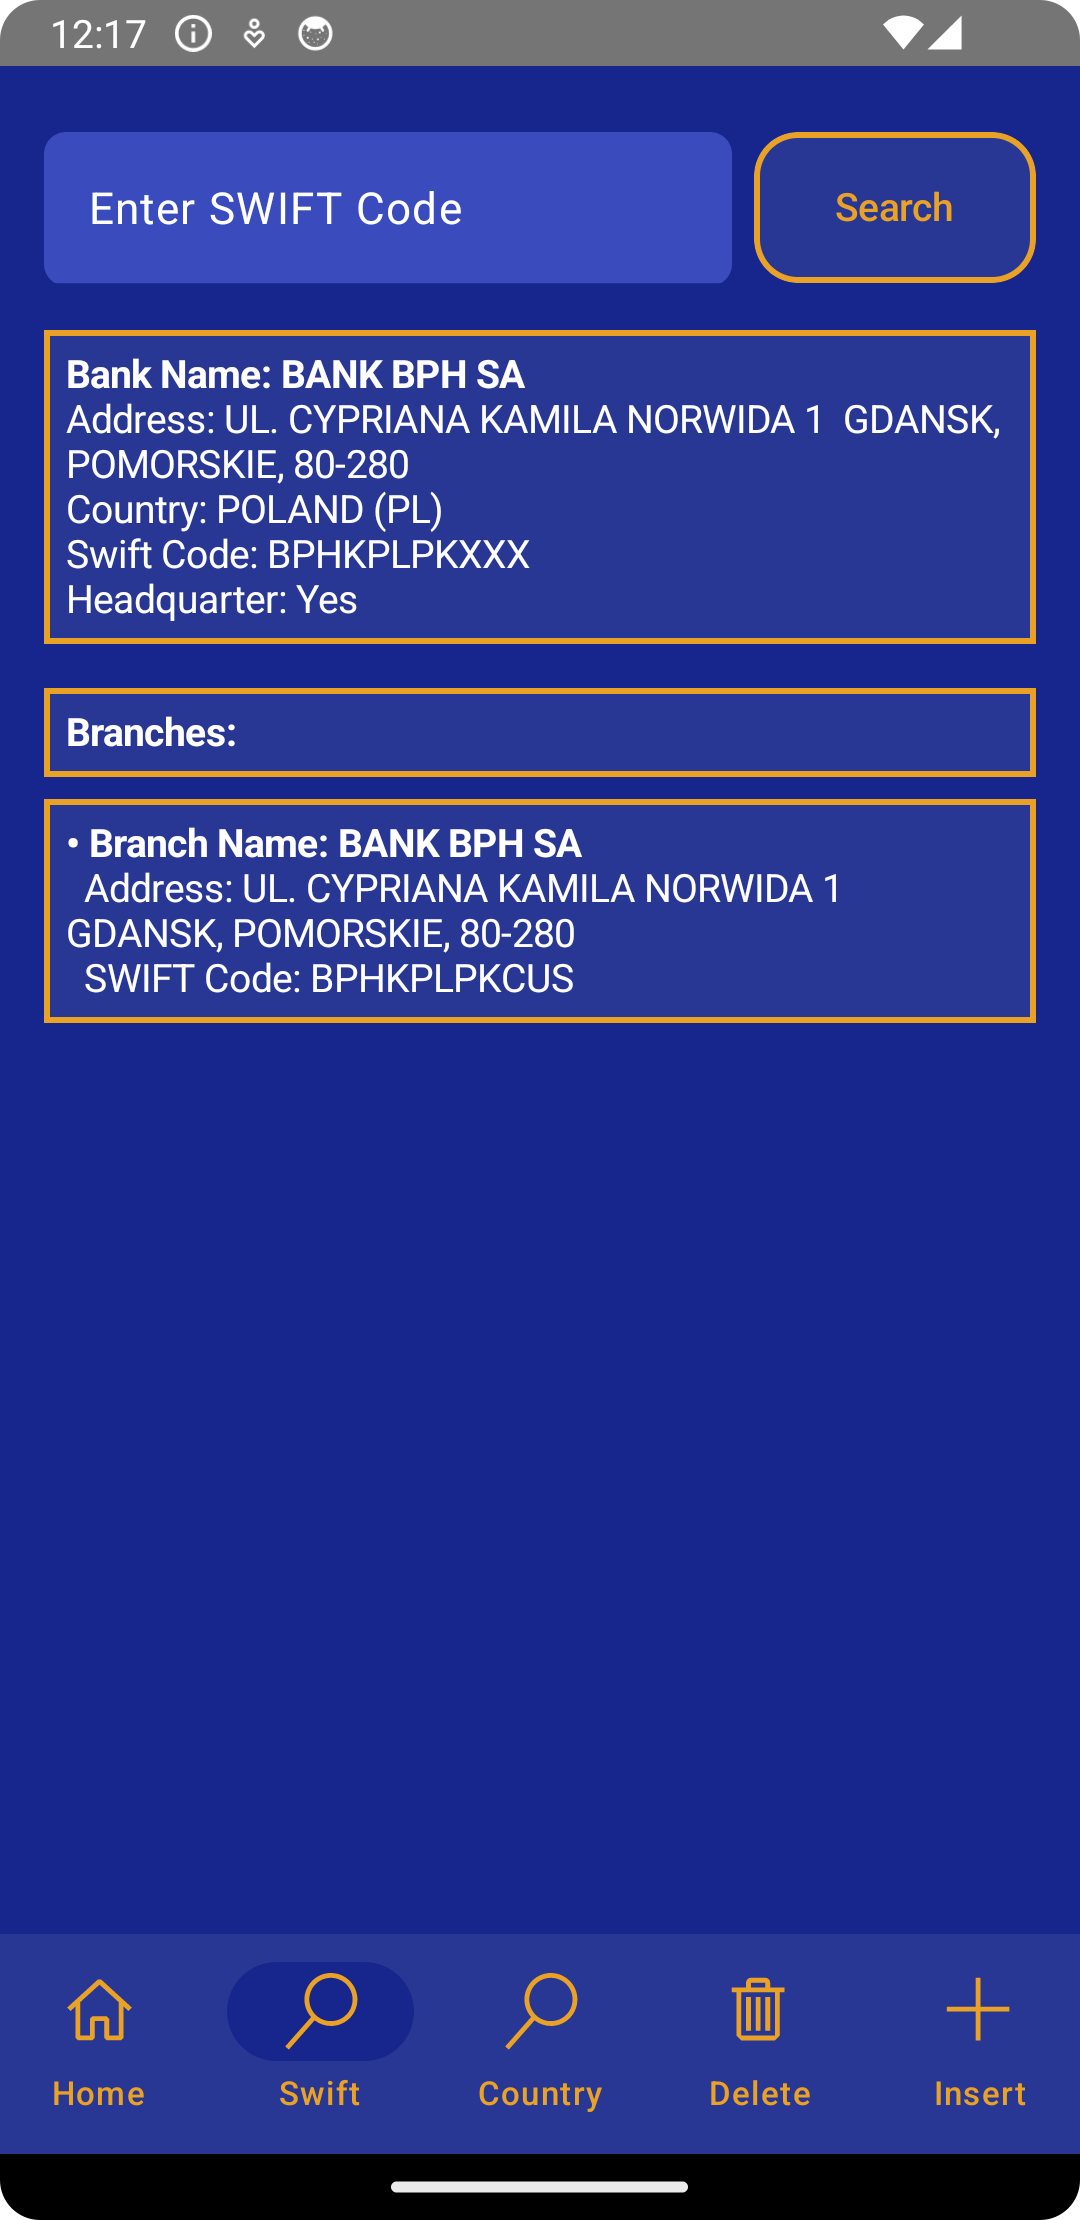 12:17
Enter SWIFT Code
Search
Bank Name: BANK BPH SA
Address: UL. CYPRIANA KAMILA NORWIDA 1  GDANSK,
POMORSKIE, 80-280
Country: POLAND (PL)
Swift Code: BPHKPLPKXXX
Headquarter: Yes
Branches:
• Branch Name: BANK BPH SA
Address: UL. CYPRIANA KAMILA NORWIDA 1
GDANSK, POMORSKIE, 80-280
SWIFT Code: BPHKPLPKCUS
Home
Swift
Country
Delete
Insert